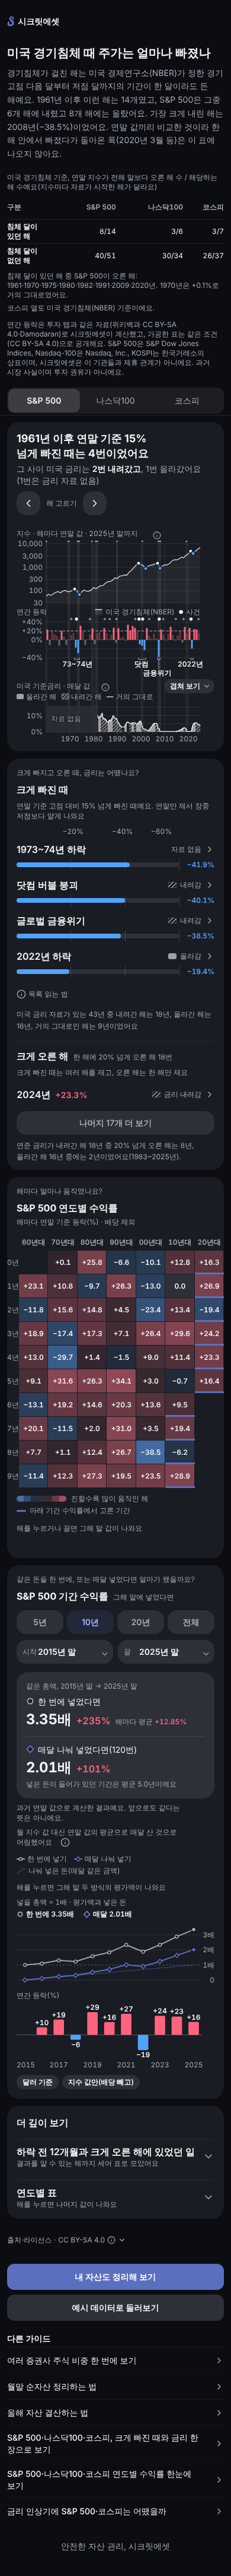 시크릿에셋
미국 경기침체 때 주가는 얼마나 빠졌나
경기침체가 걸친 해는 미국 경제연구소(NBER)가 정한 경기
고점 다음 달부터 저점 달까지의 기간이 한 달이라도 든
해예요. 1961년 이후 이런 해는 14개였고, S&P 500은 그중
6개 해에 내렸고 8개 해에는 올랐어요. 가장 크게 내린 해는
2008년(−38.5%)이었어요. 연말 값끼리 비교한 것이라 한
해 안에서 빠졌다가 돌아온 폭(2020년 3월 등)은 이 표에
나오지 않아요.
미국 경기침체 기준, 연말 지수가 전해 말보다 오른 해 수 / 해당하는
해 수예요(지수마다 자료가 시작한 해가 달라요)
구분 S&P 500 나스닥100 코스피
침체 달이
있던 해 8/14 3/6 3/7
침체 달이
없던 해 40/51 30/34 26/37
침체 달이 있던 해 중 S&P 500이 오른 해:
1961·1970·1975·1980·1982·1991·2009·2020년. 1970년은 +0.1%로
거의 그대로였어요.
코스피 열도 미국 경기침체(NBER) 기준이에요.
연간 등락은 투자 탭과 같은 자료(위키백과 CC BY-SA
4.0·Damodaran)로 시크릿에셋이 계산했고, 가공한 표는 같은 조건
(CC BY-SA 4.0)으로 공개해요. S&P 500은 S&P Dow Jones
Indices, Nasdaq-100은 Nasdaq, Inc., KOSPI는 한국거래소의
상표이며, 시크릿에셋은 이 기관들과 제휴 관계가 아니에요. 과거
시장 사실이며 투자 권유가 아니에요.
S&P 500 나스닥100 코스피
1961년 이후 연말 기준 15%
넘게 빠진 때는 4번이었어요
그 사이 미국 금리는 2번 내려갔고, 1번 올라갔어요
(1번은 금리 자료 없음)
해 고르기
지수 · 해마다 연말 값 · 2025년 말까지
10,000
3,000
1,000
300
100
30
연간 등락 미국 경기침체(NBER) 사건
+40%
+20%
0%
−40%
73~74년 닷컴 2022년
금융위기
미국 기준금리 · 매달 값 겹쳐 보기
올라간 해 내려간 해 거의 그대로
10%
0%
자료 없음
1970 1980 1990 2000 2010 2020
크게 빠지고 오른 때, 금리는 어땠나요?
크게 빠진 때
연말 기준 고점 대비 15% 넘게 빠진 때예요. 연말만 재서 장중
저점보다 얕게 나와요
−20% −40% −60%
1973~74년 하락 자료 없음
−41.9%
닷컴 버블 붕괴 내려감
−40.1%
글로벌 금융위기 내려감
−38.5%
2022년 하락 올라감
−19.4%
목록 읽는 법
미국 금리 자료가 있는 43년 중 내려간 해는 18년, 올라간 해는
16년, 거의 그대로인 해는 9년이었어요
크게 오른 해 한 해에 20% 넘게 오른 해 18번
크게 빠진 때는 여러 해를 재고, 오른 해는 한 해만 재요
2024년 +23.3% 금리 내려감
나머지 17개 더 보기
연준 금리가 내려간 해 18년 중 20% 넘게 오른 해는 8년,
올라간 해 16년 중에는 2년이었어요(1983~2025년).
해마다 얼마나 움직였나요?
S&P 500 연도별 수익률
해마다 연말 기준 등락(%) · 배당 제외
60년대 70년대 80년대 90년대 00년대 10년대 20년대
0년 +0.1 +25.8 −6.6 −10.1 +12.8 +16.3
1년 +23.1 +10.8 −9.7 +26.3 −13.0 0.0 +26.9
2년 −11.8 +15.6 +14.8 +4.5 −23.4 +13.4 −19.4
3년 +18.9 −17.4 +17.3 +7.1 +26.4 +29.6 +24.2
4년 +13.0 −29.7 +1.4 −1.5 +9.0 +11.4 +23.3
5년 +9.1 +31.6 +26.3 +34.1 +3.0 −0.7 +16.4
6년 −13.1 +19.2 +14.6 +20.3 +13.6 +9.5
7년 +20.1 −11.5 +2.0 +31.0 +3.5 +19.4
8년 +7.7 +1.1 +12.4 +26.7 −38.5 −6.2
9년 −11.4 +12.3 +27.3 +19.5 +23.5 +28.9
진할수록 많이 움직인 해
아래 기간 수익률에서 고른 기간
해를 누르거나 끌면 그해 말 값이 나와요
같은 돈을 한 번에, 또는 매달 넣었다면 얼마가 됐을까요?
S&P 500 기간 수익률 그해 말에 넣었다면
5년 10년 20년 전체
시작 2015년 말 끝 2025년 말
같은 총액, 2015년 말 → 2025년 말
한 번에 넣었다면
3.35배 +235% 해마다 평균 +12.85%
매달 나눠 넣었다면(120번)
2.01배 +101%
넣은 돈이 들어가 있던 기간은 평균 5.0년이에요
과거 연말 값으로 계산한 결과예요. 앞으로도 같다는
뜻은 아니에요.
월 지수 값 대신 연말 값의 평균으로 매달 산 것으로
어림했어요
한 번에 넣기 매달 나눠 넣기
나눠 넣은 돈(매달 같은 금액)
해를 누르면 그해 말 두 방식의 평가액이 나와요
넣을 총액 = 1배 · 평가액과 넣은 돈
한 번에 3.35배 매달 2.01배
3배
2배
1배
0
연간 등락(%)
+10 +19 −6 +29 +16 +27 −19 +24 +23 +16
2015 2017 2019 2021 2023 2025
달러 기준 지수 값만(배당 빼고)
더 깊이 보기
하락 전 12개월과 크게 오른 해에 있었던 일
결과를 알 수 있는 해까지 세어 표로 모았어요
연도별 표
해를 누르면 나머지 값이 나와요
출처·라이선스 · CC BY-SA 4.0
내 자산도 정리해 보기
예시 데이터로 둘러보기
다른 가이드
여러 증권사 주식 비중 한 번에 보기
월말 순자산 정리하는 법
올해 자산 결산하는 법
S&P 500·나스닥100·코스피, 크게 빠진 때와 금리 한
장으로 보기
S&P 500·나스닥100·코스피 연도별 수익률 한눈에
보기
금리 인상기에 S&P 500·코스피는 어땠을까
안전한 자산 관리, 시크릿에셋